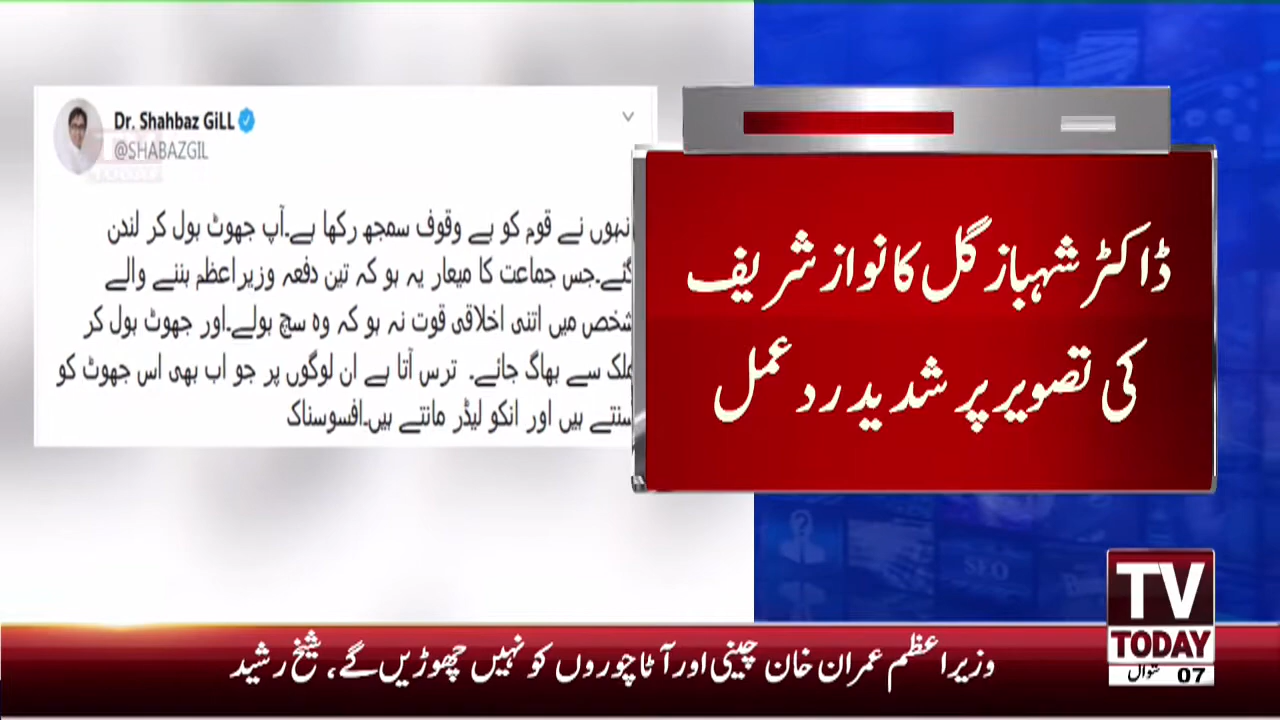 Dr. Shahbaz GiLL
@SHABAZGIL
انہوں نے قوم کو بے وقوف سمجھ رکھا ہے۔آپ جھوٹ بول کر لندن
گئے۔جس جماعت کا میعار یہ ہو کہ تین دفعہ وزیراعظم بننے والے
شخص میں اتنی اخلاقی قوت نہ ہو کہ وہ سچ بولے۔اور جھوٹ بول کر
ملک سے بھاگ جائے۔ ترس آتا ہے ان لوگوں پر جو اب بھی اس جھوٹ کو
سنتے ہیں اور انکو لیڈر مانتے ہیں۔افسوسناک
ڈاکٹر شہباز گل کا نواز شریف
کی تصویر پر شدید رد عمل
SEO
TV
TODAY
07 شوال
وزیراعظم عمران خان چینی اور آٹا چوروں کو نہیں چھوڑیں گے، شیخ رشید